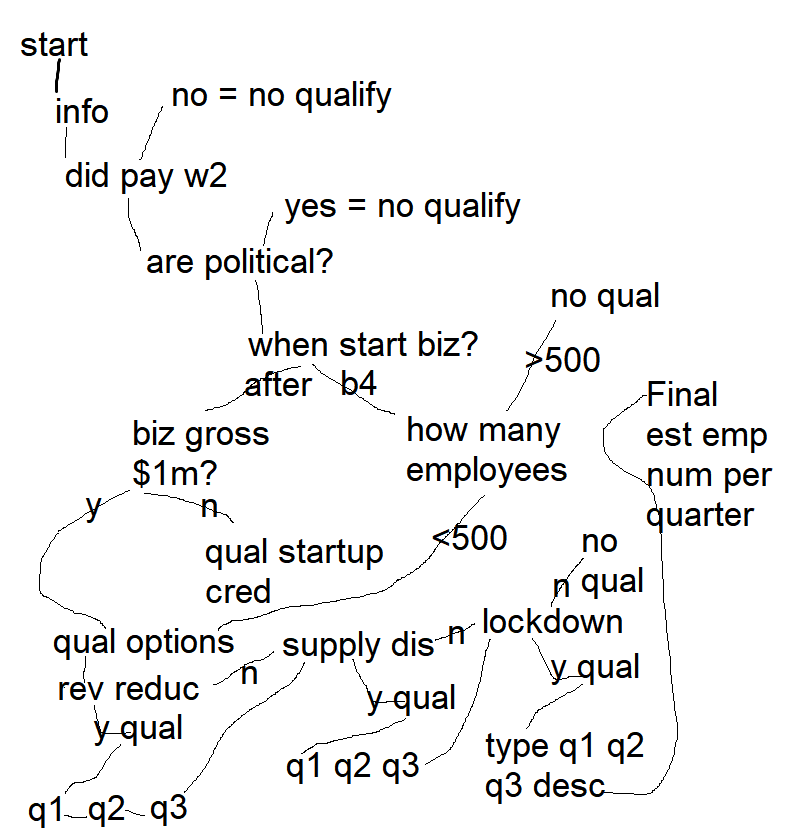 start
no = no qualify
info
did pay w2
yes = no qualify
are political?
no qual
when start biz?
after b4
>500
Final
est emp
num per
quarter
biz gross
$1m?
how many
employees
y n
qual startup
cred
<500
no
n qual
qual options
supply dis
n
lockdown
rev reduc
n
y qual
y qual
y qual
q1 q2 q3
type q1 q2
q3 desc
q1 q2 q3